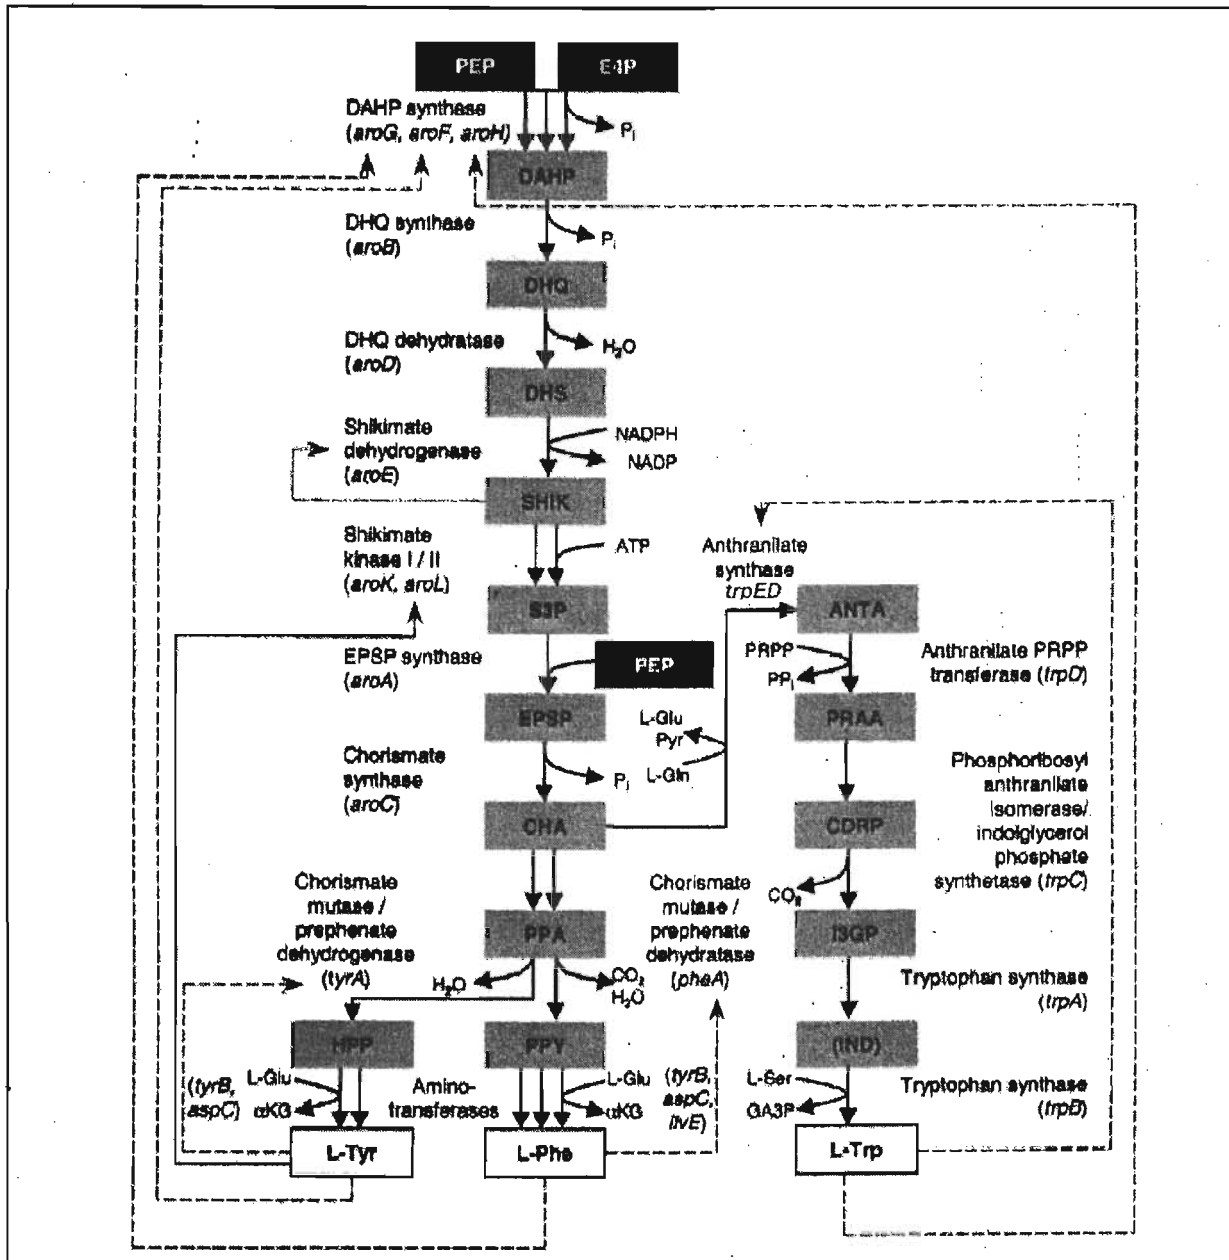 PEP
E4P
DAHP synthase
(aroG, aroF, aroH)
Pi
DAHP
DHQ synthase
(aroB)
Pi
DHQ
DHQ dehydratase
(aroD)
H₂O
DHS
Shikimate
dehydrogenase
(aroE)
NADPH
NADP
SHIK
Shikimate
kinase I / II
(aroK, aroL)
ATP
Anthranilate
synthase
trpED
S3P
ANTA
EPSP synthase
(aroA)
PEP
PRPP
PPi
Anthranilate PRPP
transferase (trpD)
EPSP
L-Glu
Pyr
L-Gln
PRAA
Chorismate
synthase
(aroC)
Pi
Phosphoribosyl
anthranilate
isomerase/
indolglycerol
phosphate
synthetase (trpC)
CHA
CDRP
CO₂
Chorismate
mutase /
prephenate
dehydrogenase
(tyrA)
PPA
Chorismate
mutase /
prephenate
dehydratase
(pheA)
I3GP
H₂O
CO₂
H₂O
Tryptophan synthase
(trpA)
HPP
PPY
(IND)
(tyrB,
aspC)
L-Glu
αKG
Amino-
transferases
L-Glu
αKG
(tyrB,
aspC,
ilvE)
L-Ser
GA3P
Tryptophan synthase
(trpB)
L-Tyr
L-Phe
L-Trp